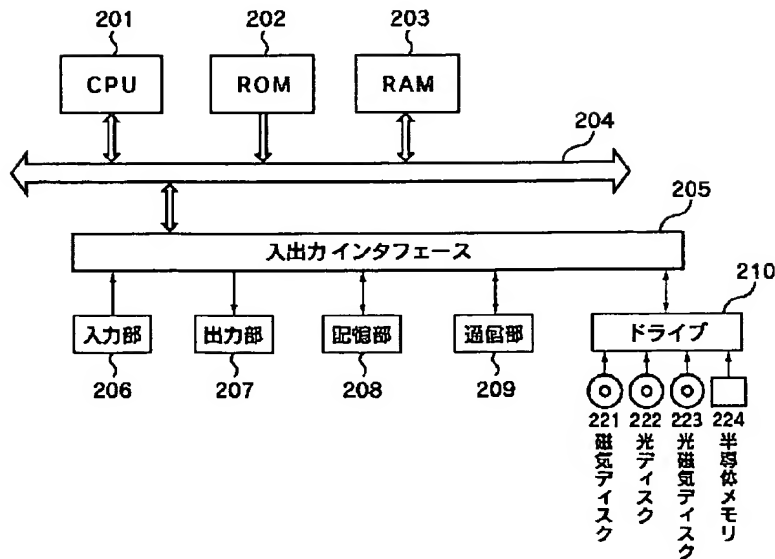 201
202
203
CPU
ROM
RAM
204
205
入出力インタフェース
210
入力部
出力部
記憶部
通信部
ドライブ
206
207
208
209
221
222
223
224
磁気ディスク
光ディスク
光磁気ディスク
半導体メモリ